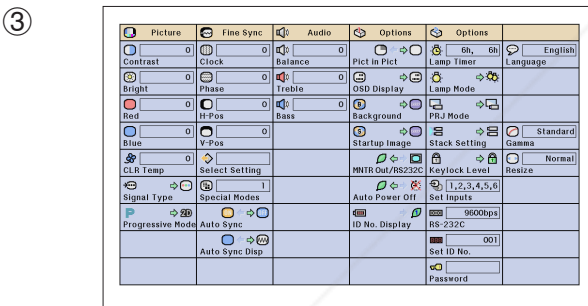 ③
Picture Fine Sync Audio Options Options
0 0 0 6h, 6h English
Contrast Clock Balance Pict in Pict Lamp Timer Language
0 0 0
Bright Phase Treble OSD Display Lamp Mode
0 0 0
Red H-Pos Bass Background PRJ Mode
0 0 Standard
Blue V-Pos Startup Image Stack Setting Gamma
0 Normal
CLR Temp Select Setting MNTR Out/RS232C Keylock Level Resize
1 1,2,3,4,5,6
Signal Type Special Modes Auto Power Off Set Inputs
P 2D 9600bps
Progressive Mode Auto Sync ID No. Display RS-232C
001
Auto Sync Disp Set ID No.
Password